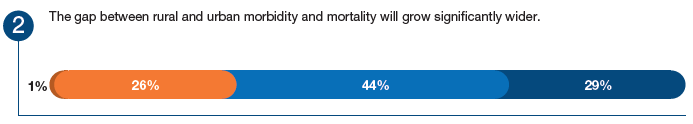 2
The gap between rural and urban morbidity and mortality will grow significantly wider.
1% 26% 44% 29%